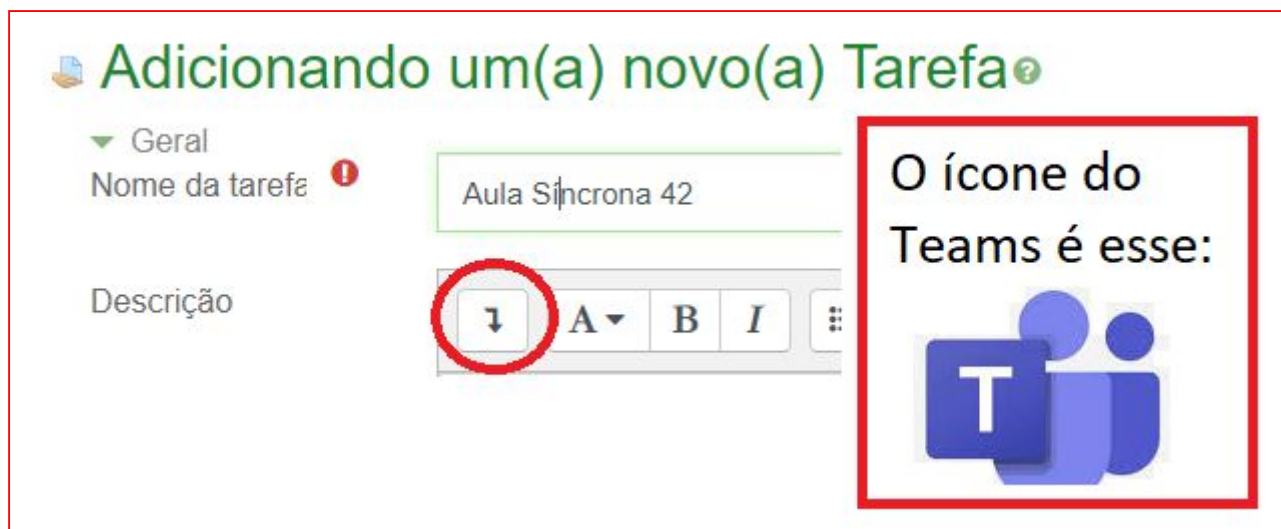 Adicionando um(a) novo(a) Tarefa
Geral
Nome da tarefa
Aula Síncrona 42
Descrição
A B I
O ícone do
Teams é esse:
T